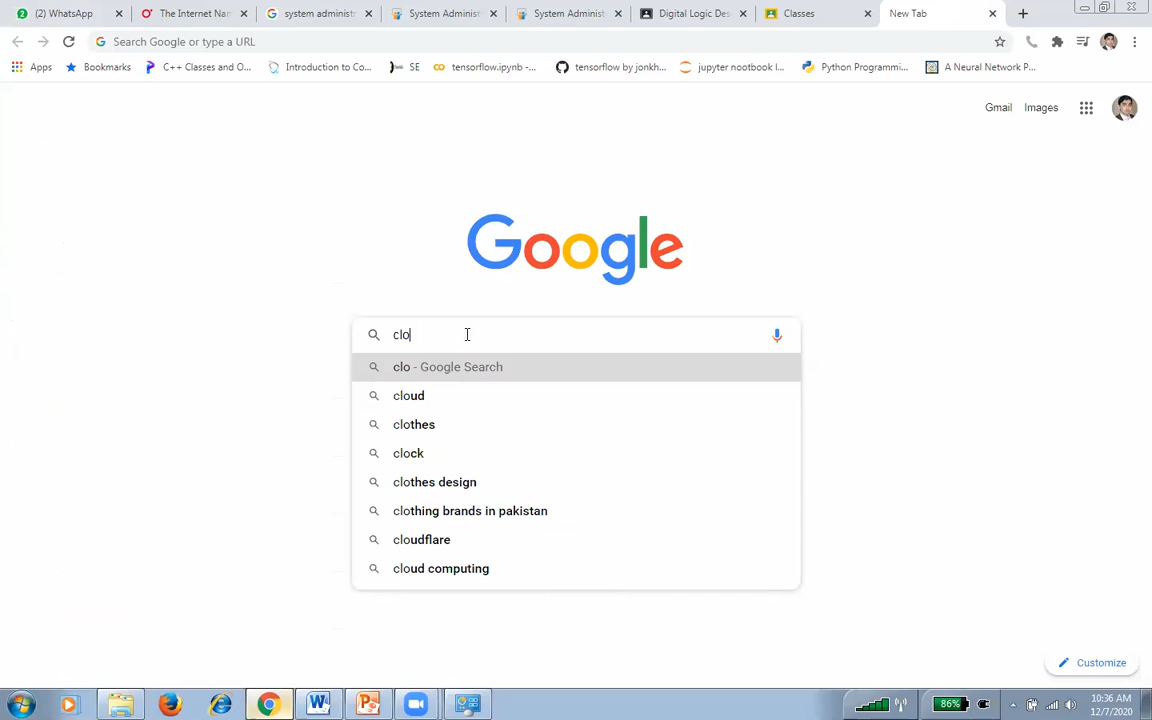 (2) WhatsApp
The Internet Nam
system administr
System Administ
System Administ
Digital Logic Des
Classes
New Tab
Search Google or type a URL
Apps
Bookmarks
C++ Classes and O...
Introduction to Co...
SE
tensorflow.ipynb -...
tensorflow by jonkh...
jupyter nootbook l...
Python Programmi...
A Neural Network P...
Gmail
Images
Google
clo
clo - Google Search
cloud
clothes
clock
clothes design
clothing brands in pakistan
cloudflare
cloud computing
Customize
86%
10:36 AM
12/7/2020